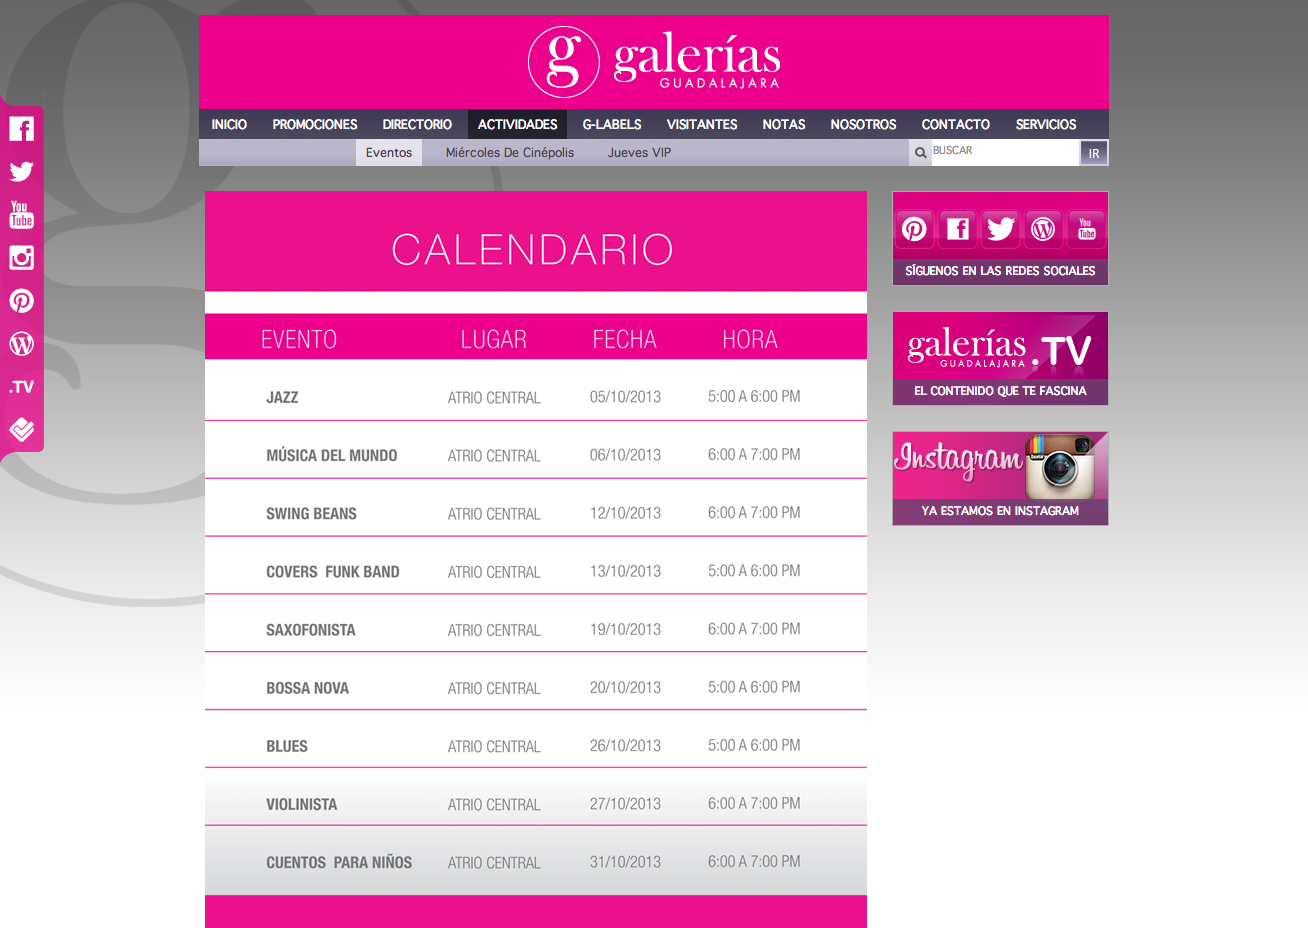 g galerías
GUADALAJARA
INICIO PROMOCIONES DIRECTORIO ACTIVIDADES G-LABELS VISITANTES NOTAS NOSOTROS CONTACTO SERVICIOS
Eventos Miércoles De Cinépolis Jueves VIP BUSCAR IR
You
Tube
.TV
CALENDARIO
EVENTO LUGAR FECHA HORA
JAZZ ATRIO CENTRAL 05/10/2013 5:00 A 6:00 PM
MÚSICA DEL MUNDO ATRIO CENTRAL 06/10/2013 6:00 A 7:00 PM
SWING BEANS ATRIO CENTRAL 12/10/2013 6:00 A 7:00 PM
COVERS FUNK BAND ATRIO CENTRAL 13/10/2013 5:00 A 6:00 PM
SAXOFONISTA ATRIO CENTRAL 19/10/2013 6:00 A 7:00 PM
BOSSA NOVA ATRIO CENTRAL 20/10/2013 5:00 A 6:00 PM
BLUES ATRIO CENTRAL 26/10/2013 5:00 A 6:00 PM
VIOLINISTA ATRIO CENTRAL 27/10/2013 6:00 A 7:00 PM
CUENTOS PARA NIÑOS ATRIO CENTRAL 31/10/2013 6:00 A 7:00 PM
You
Tube
SÍGUENOS EN LAS REDES SOCIALES
galerías .TV
GUADALAJARA
EL CONTENIDO QUE TE FASCINA
Instagram
YA ESTAMOS EN INSTAGRAM